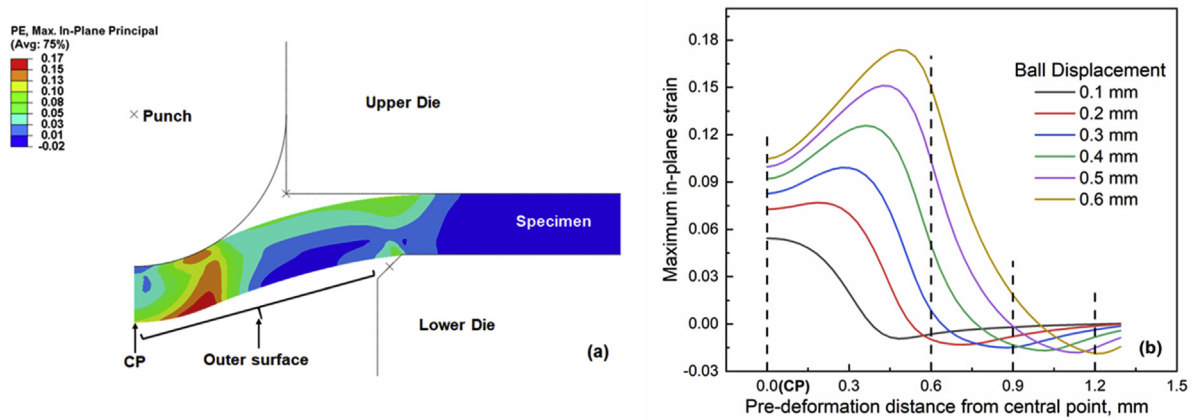 PE, Max. In-Plane Principal
(Avg: 75%)
0.17
0.15
0.13
0.10
0.08
0.05
0.03
0.01
-0.02
Punch
Upper Die
Specimen
Lower Die
CP
Outer surface
(a)
Maximum in-plane strain
0.18
0.15
0.12
0.09
0.06
0.03
0.00
-0.03
Ball Displacement
0.1 mm
0.2 mm
0.3 mm
0.4 mm
0.5 mm
0.6 mm
(b)
0.0(CP) 0.3 0.6 0.9 1.2 1.5
Pre-deformation distance from central point, mm